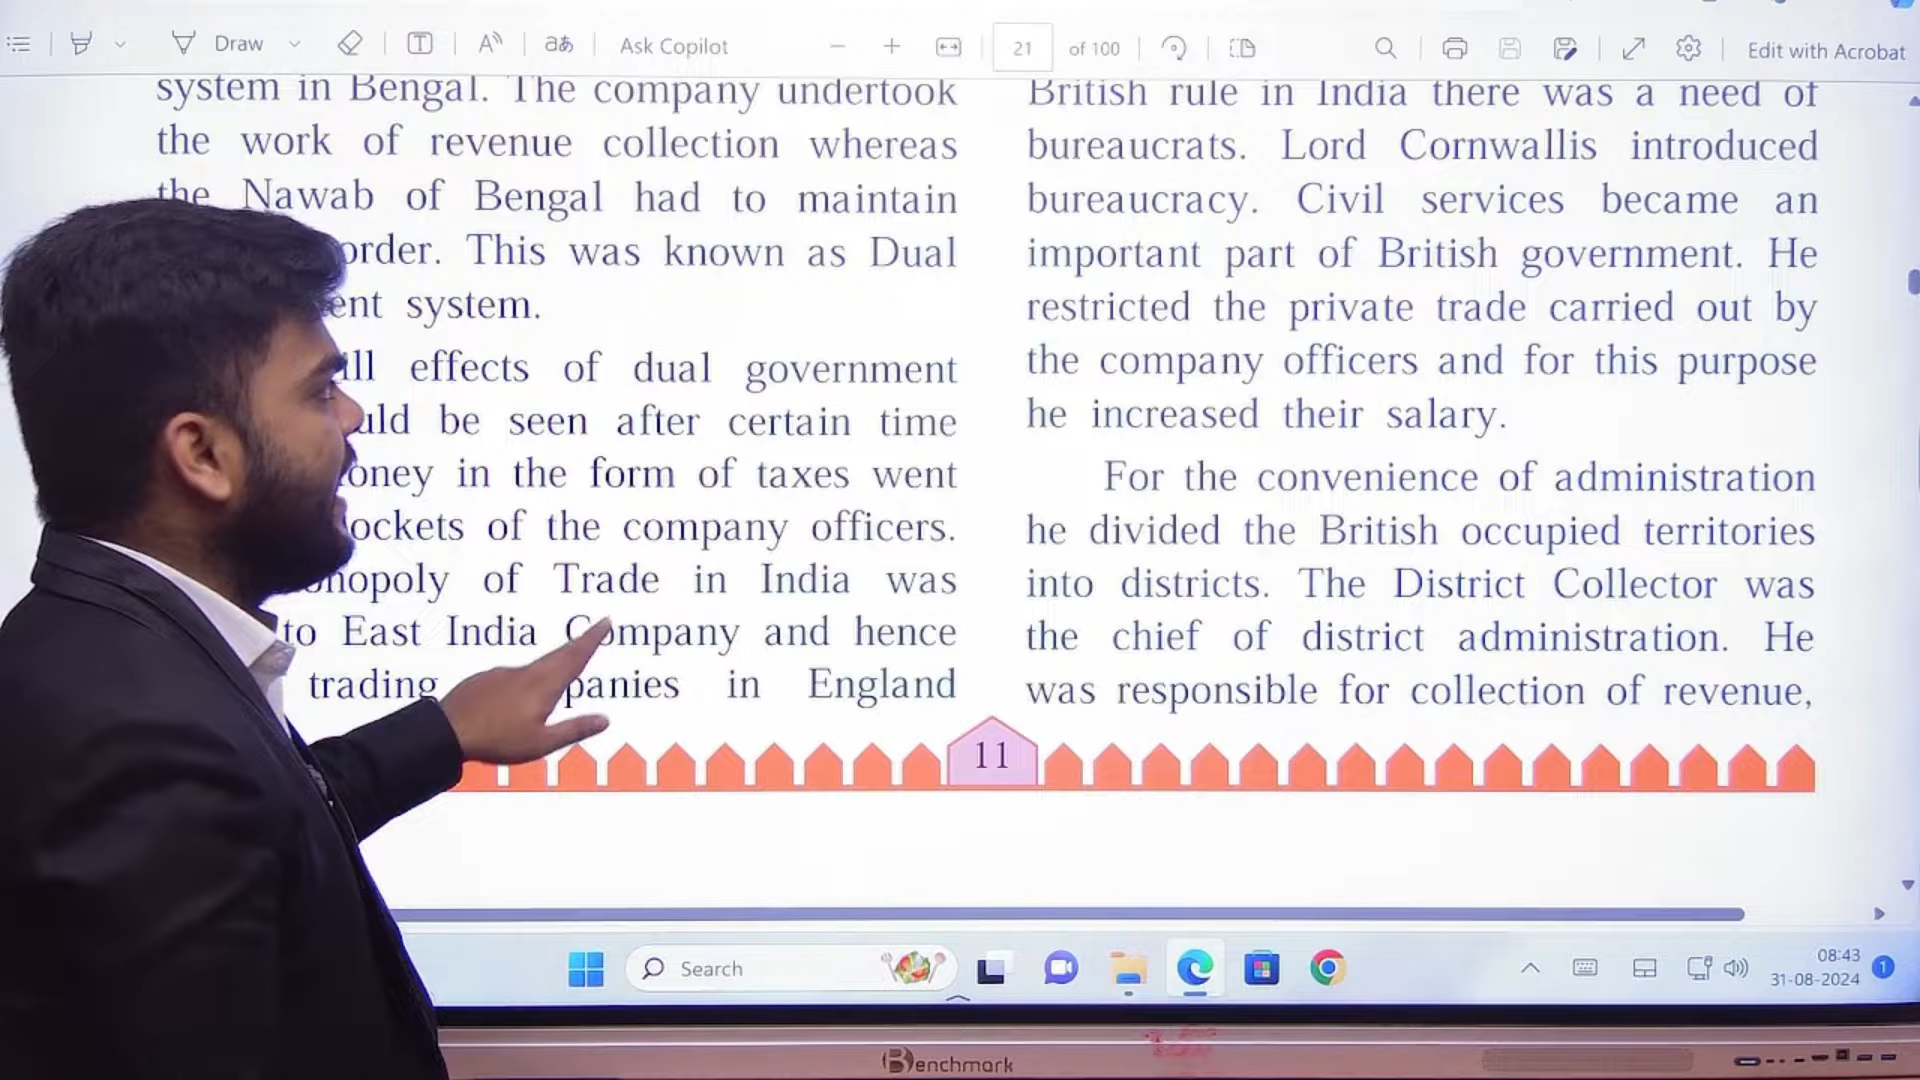 Draw
Ask Copilot
21
of 100
Edit with Acrobat
system in Bengal. The company undertook
the work of revenue collection whereas
the Nawab of Bengal had to maintain
order. This was known as Dual
ent system.
ill effects of dual government
uld be seen after certain time
oney in the form of taxes went
ockets of the company officers.
nopoly of Trade in India was
to East India Company and hence
trading panies in England
British rule in India there was a need of
bureaucrats. Lord Cornwallis introduced
bureaucracy. Civil services became an
important part of British government. He
restricted the private trade carried out by
the company officers and for this purpose
he increased their salary.
For the convenience of administration
he divided the British occupied territories
into districts. The District Collector was
the chief of district administration. He
was responsible for collection of revenue,
11
Search
08:43
31-08-2024
1
Benchmark